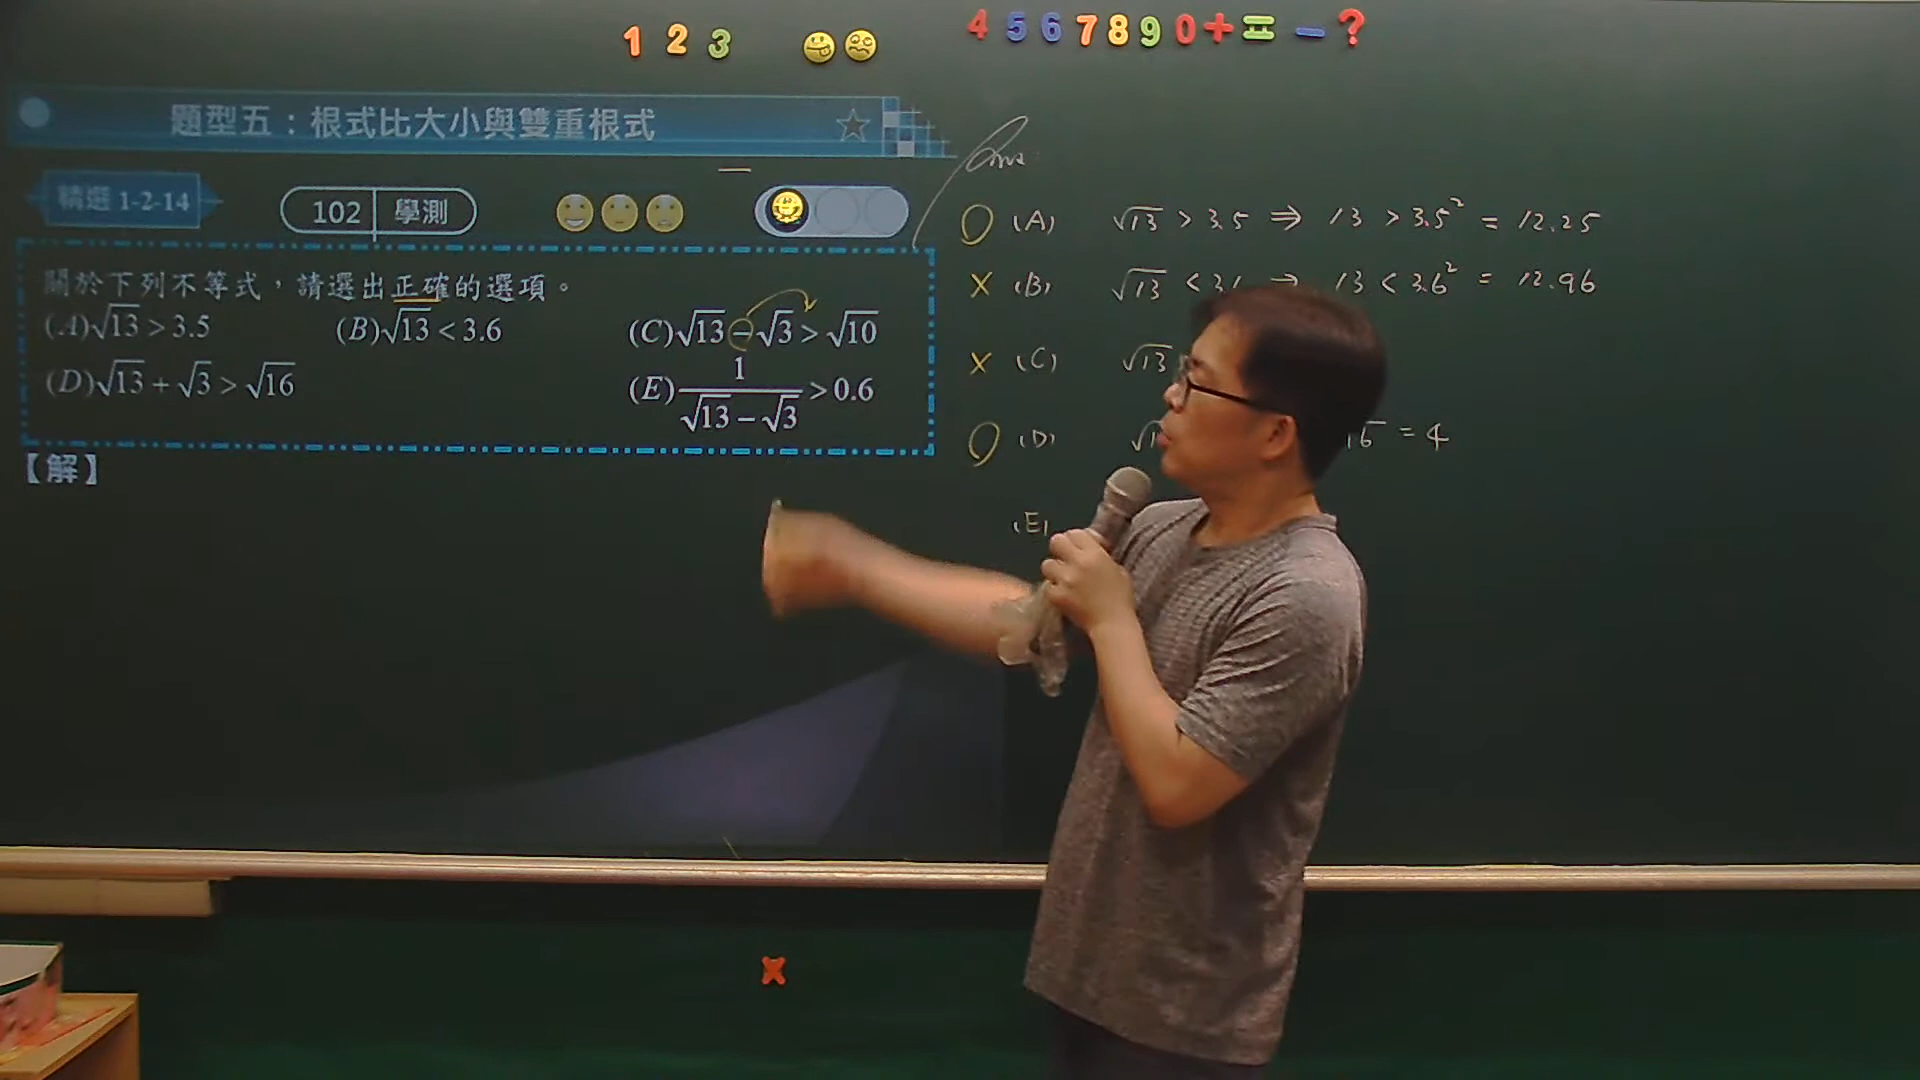 1 2 3
4 5 6 7 8 9 0 + = − ?
題型五：根式比大小與雙重根式
精選 1-2-14
102 學測
關於下列不等式，請選出正確的選項。
(A)√13 > 3.5 (B)√13 < 3.6 (C)√13 − √3 > √10
(D)√13 + √3 > √16 (E) 1/(√13 − √3) > 0.6
【解】
Ans:
○ (A) √13 > 3.5 ⇒ 13 > 3.5² = 12.25
× (B) √13 < 3.6 ⇒ 13 < 3.6² = 12.96
× (C) √13
○ (D) 16 = 4
(E)
x